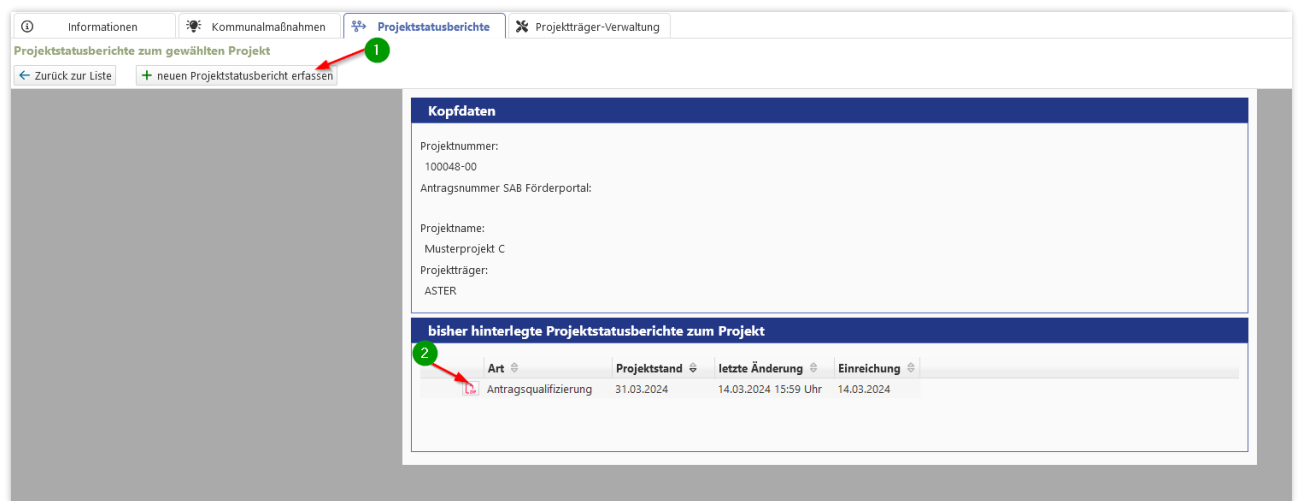 Informationen Kommunalmaßnahmen Projektstatusberichte Projektträger-Verwaltung
Projektstatusberichte zum gewählten Projekt
1
Zurück zur Liste + neuen Projektstatusbericht erfassen
Kopfdaten
Projektnummer:
100048-00
Antragsnummer SAB Förderportal:
Projektname:
Musterprojekt C
Projektträger:
ASTER
bisher hinterlegte Projektstatusberichte zum Projekt
2
Art Projektstand letzte Änderung Einreichung
Antragsqualifizierung 31.03.2024 14.03.2024 15:59 Uhr 14.03.2024